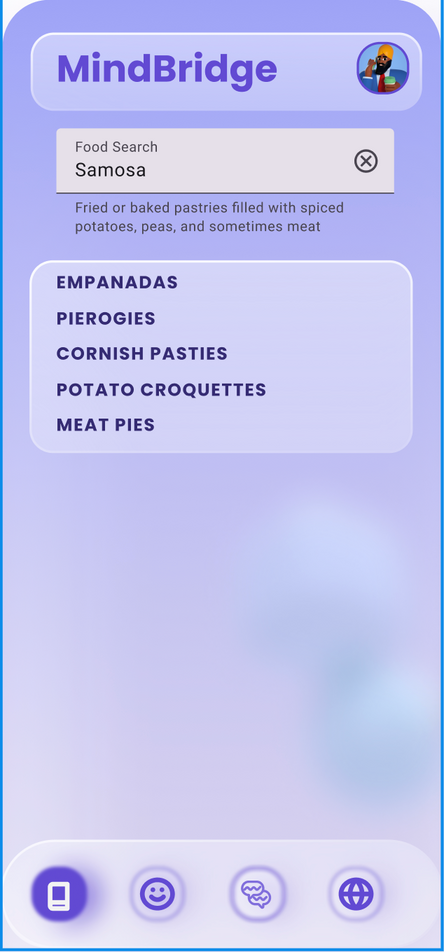 MindBridge
Food Search
Samosa
Fried or baked pastries filled with spiced
potatoes, peas, and sometimes meat
EMPANADAS
PIEROGIES
CORNISH PASTIES
POTATO CROQUETTES
MEAT PIES